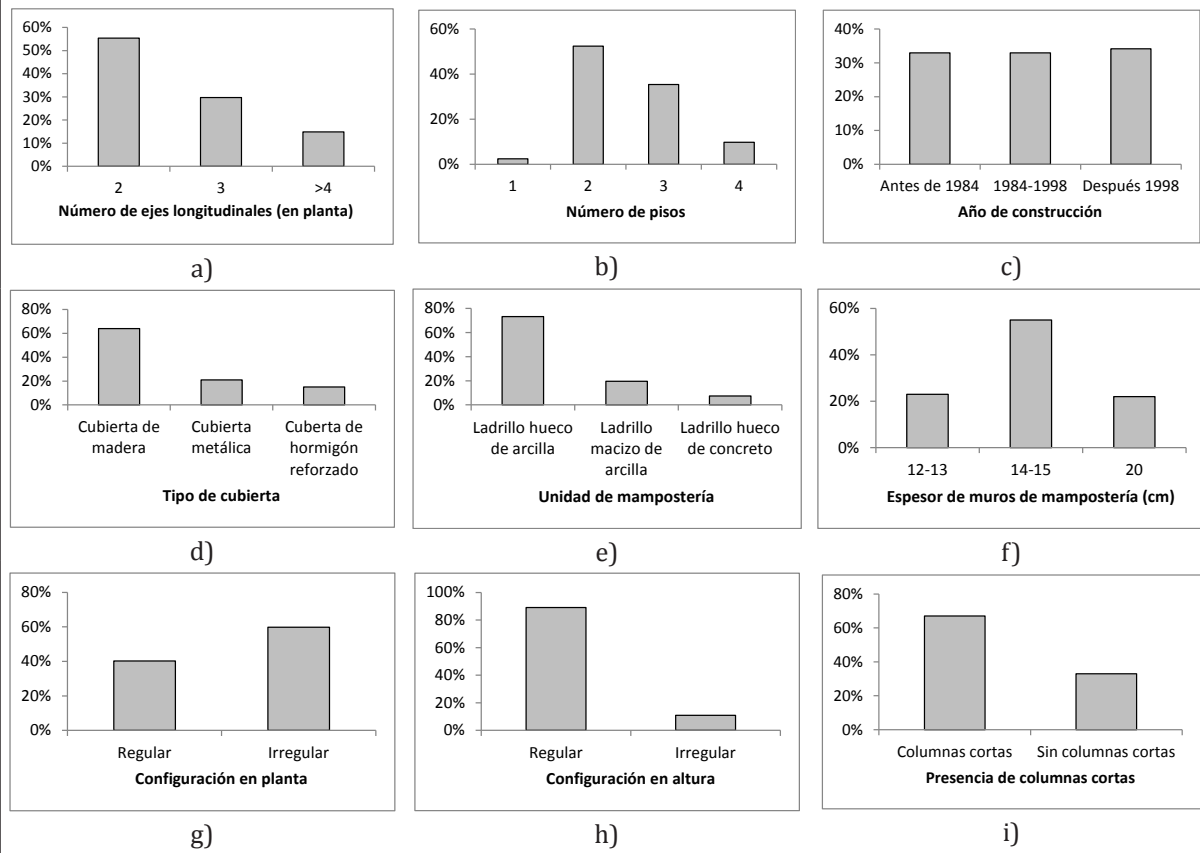 60%
50%
40%
30%
20%
10%
0%
2 3 >4
Número de ejes longitudinales (en planta)
a)
60%
40%
20%
0%
1 2 3 4
Número de pisos
b)
40%
30%
20%
10%
0%
Antes de 1984 1984-1998 Después 1998
Año de construcción
c)
80%
60%
40%
20%
0%
Cubierta de Cubierta Cuberta de
madera metálica hormigón
reforzado
Tipo de cubierta
d)
80%
60%
40%
20%
0%
Ladrillo hueco Ladrillo Ladrillo hueco
de arcilla macizo de de concreto
arcilla
Unidad de mampostería
e)
60%
40%
20%
0%
12-13 14-15 20
Espesor de muros de mampostería (cm)
f)
80%
60%
40%
20%
0%
Regular Irregular
Configuración en planta
g)
100%
80%
60%
40%
20%
0%
Regular Irregular
Configuración en altura
h)
80%
60%
40%
20%
0%
Columnas cortas Sin columnas cortas
Presencia de columnas cortas
i)